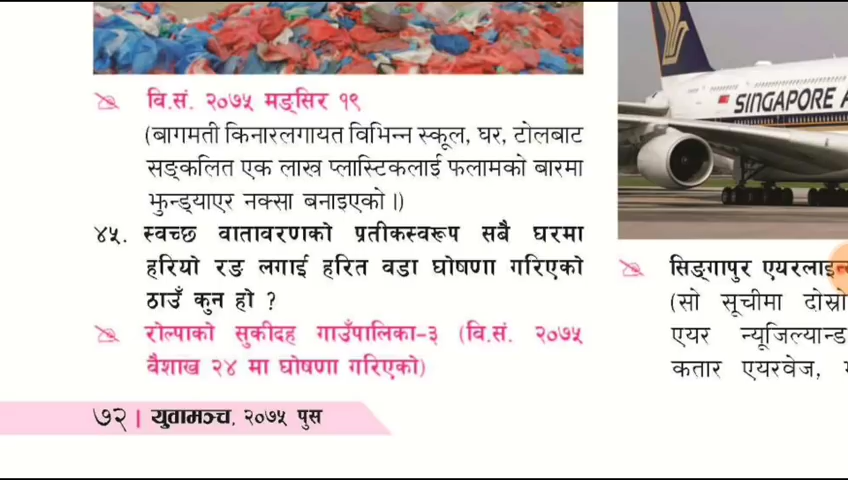 वि.सं. २०७५ मङ्सिर १९
(बागमती किनारलगायत विभिन्न स्कूल, घर, टोलबाट
सङ्कलित एक लाख प्लास्टिकलाई फलामको बारमा
झुन्ड्याएर नक्सा बनाइएको।)
४५. स्वच्छ वातावरणको प्रतीकस्वरूप सबै घरमा
हरियो रङ लगाई हरित वडा घोषणा गरिएको
ठाउँ कुन हो ?
रोल्पाको सुकीदह गाउँपालिका-३ (वि.सं. २०७५
वैशाख २४ मा घोषणा गरिएको)
७२ | युवामञ्च, २०७५ पुस
SINGAPORE
सिङ्गापुर एयरलाइन्स
(सो सूचीमा दोस्रो
एयर न्यूजिल्यान्ड
कतार एयरवेज,